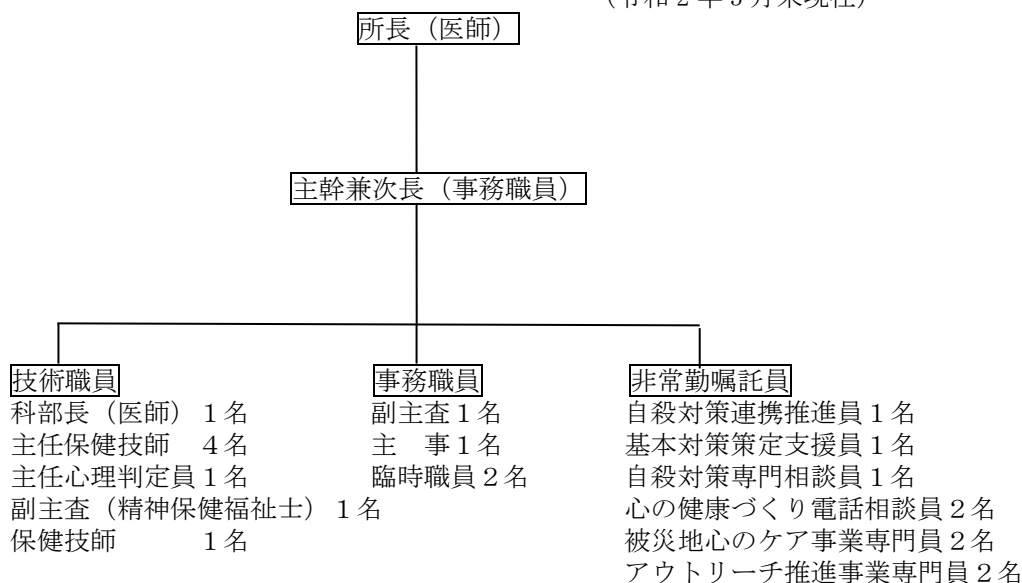 所長（医師）
主幹兼次長（事務職員）
技術職員
科部長（医師）１名
主任保健技師　４名
主任心理判定員１名
副主査（精神保健福祉士）１名
保健技師　　　１名
事務職員
副主査１名
主　事１名
臨時職員２名
非常勤嘱託員
自殺対策連携推進員１名
基本対策策定支援員１名
自殺対策専門相談員１名
心の健康づくり電話相談員２名
被災地心のケア事業専門員２名
アウトリーチ推進事業専門員２名